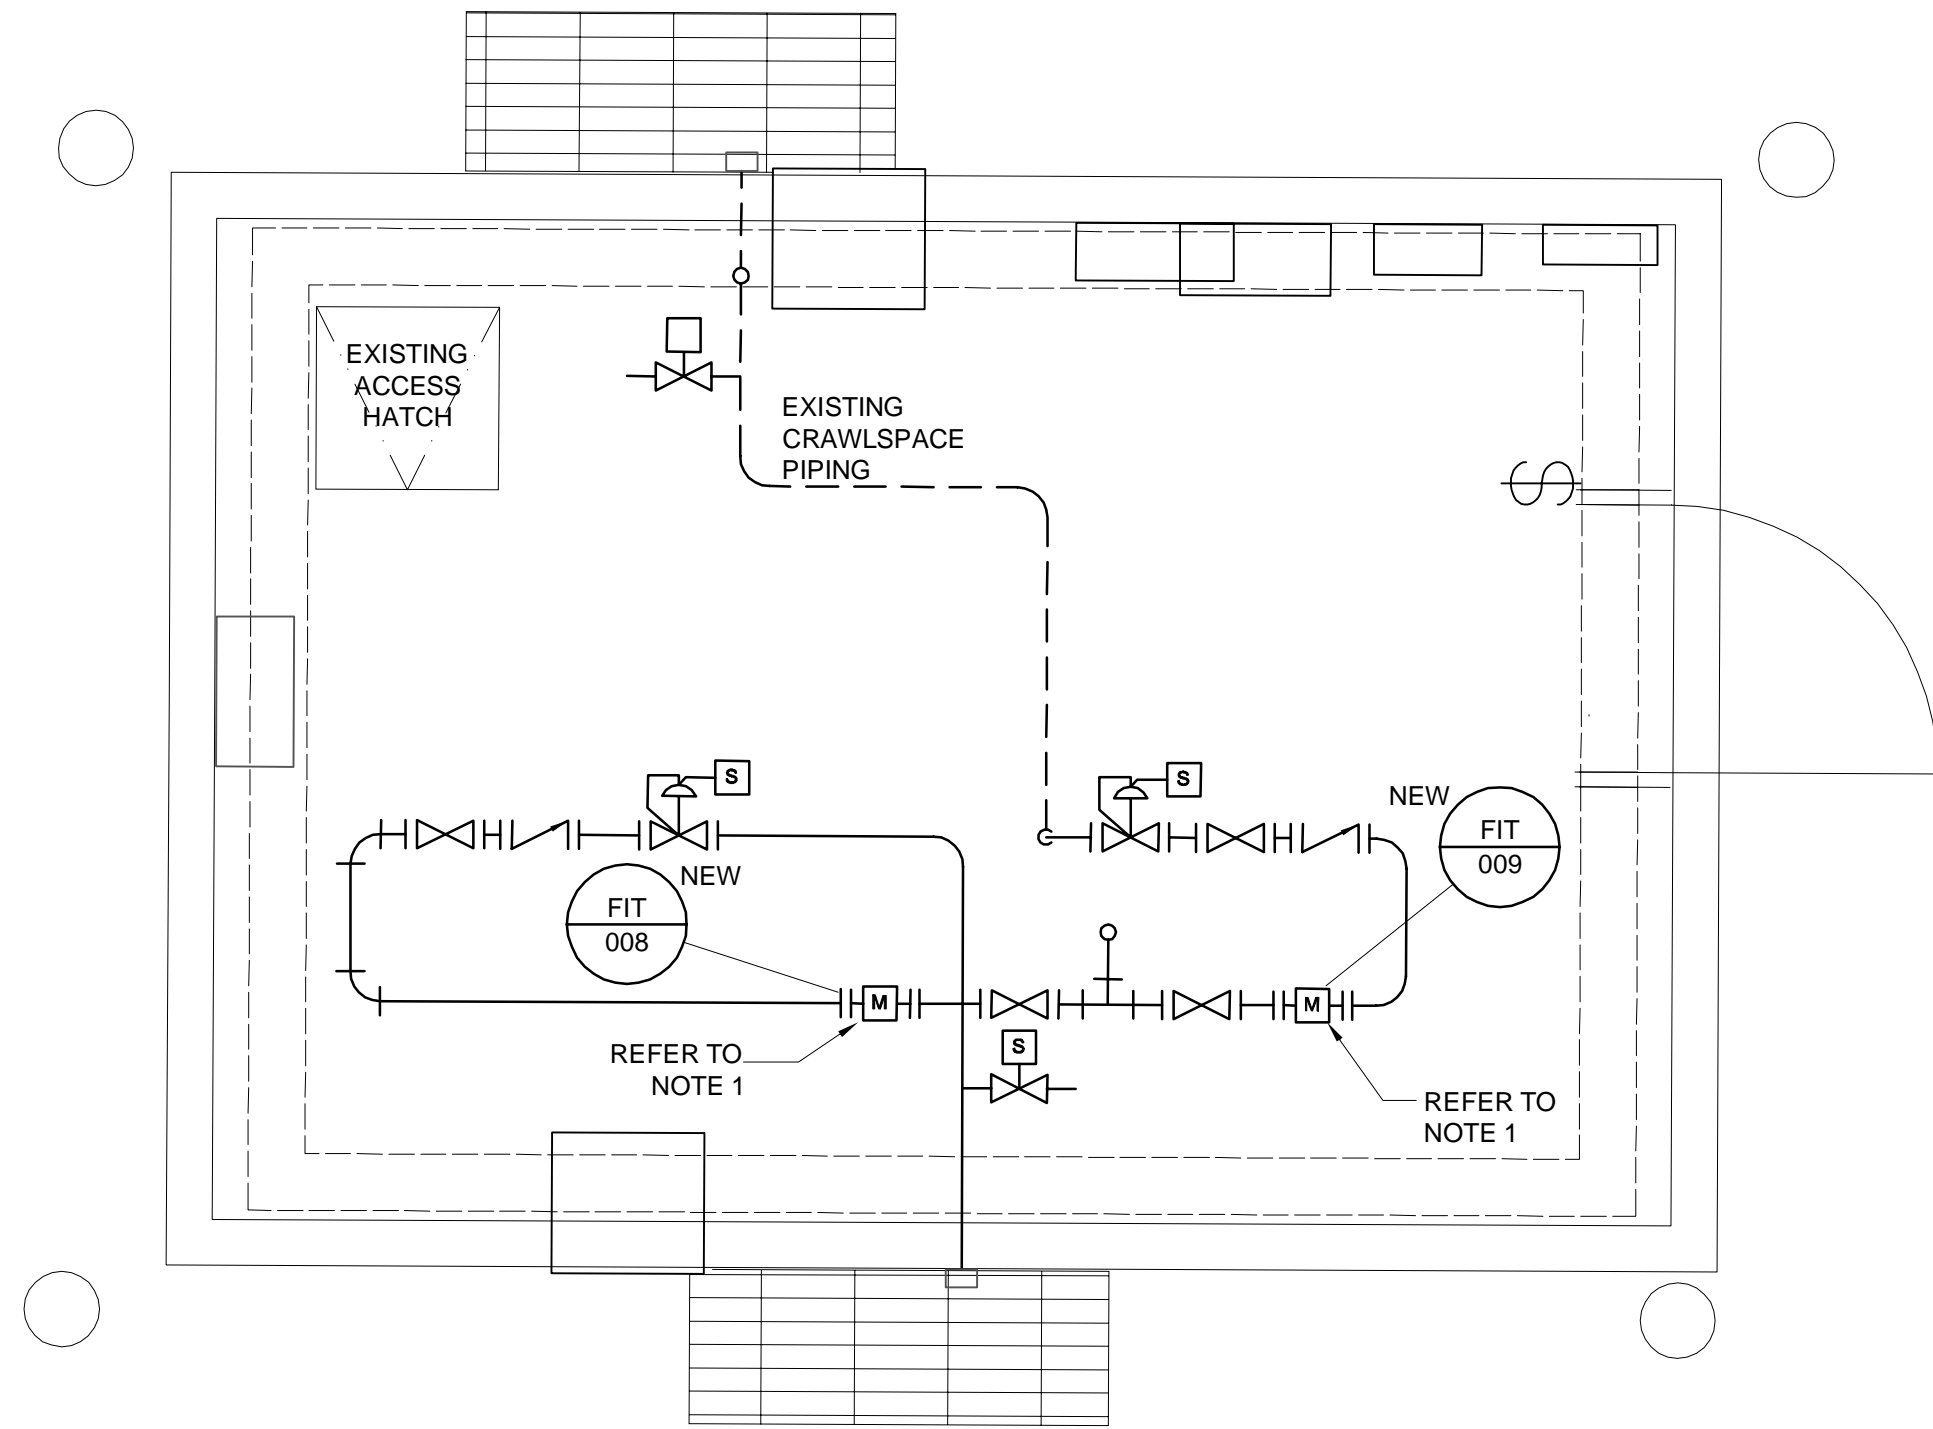 EXISTING
ACCESS
HATCH
EXISTING
CRAWLSPACE
PIPING
S
S
NEW
FIT
009
NEW
FIT
008
M
M
REFER TO
NOTE 1
S
REFER TO
NOTE 1